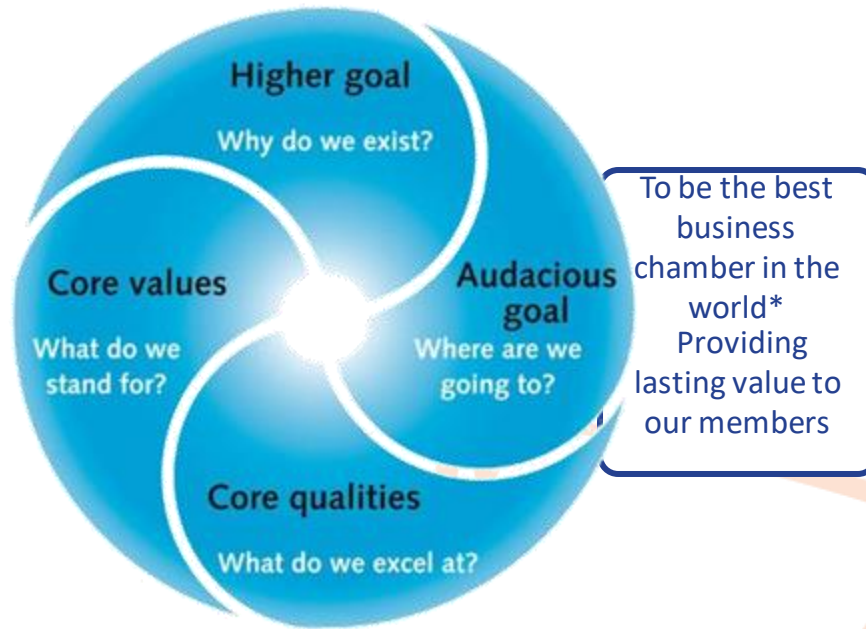 Higher goal
Why do we exist?
Core values
What do we
stand for?
Audacious
goal
Where are we
going to?
Core qualities
What do we excel at?
To be the best
business
chamber in the
world*
Providing
lasting value to
our members